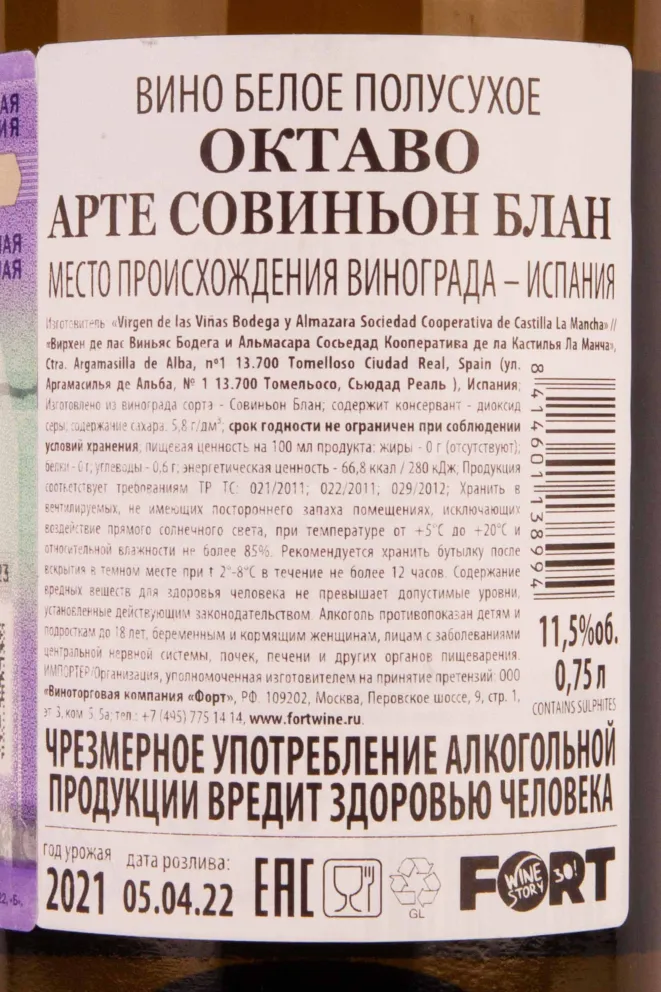 ВИНО БЕЛОЕ ПОЛУСУХОЕ
ОКТАВО
АРТЕ СОВИНЬОН БЛАН
МЕСТО ПРОИСХОЖДЕНИЯ ВИНОГРАДА – ИСПАНИЯ
Изготовитель «Virgen de las Viñas Bodega y Almazara Sociedad Cooperativa de Castilla La Mancha» //
«Вирхен де лас Виньяс Бодега и Альмасара Сосьедад Кооператива де ла Кастилья Ла Манча»,
Ctra. Argamasilla de Alba, nº1 13.700 Tomelloso Ciudad Real, Spain (ул.
Аргамасилья де Альба, № 1 13.700 Томельосо, Сьюдад Реаль ), Испания;
Изготовлено из винограда сорта - Совиньон Блан; содержит консервант - диоксид
серы; содержание сахара: 5,8 г/дм³; срок годности не ограничен при соблюдении
условий хранения; пищевая ценность на 100 мл продукта: жиры - 0 г (отсутствуют);
белки - 0 г; углеводы - 0,6 г; энергетическая ценность - 66,8 ккал / 280 кДж; Продукция
соответствует требованиям ТР ТС: 021/2011; 022/2011; 029/2012; Хранить в
вентилируемых, не имеющих постороннего запаха помещениях, исключающих
воздействие прямого солнечного света, при температуре от +5°С до +20°С и
относительной влажности не более 85%. Рекомендуется хранить бутылку после
вскрытия в темном месте при t 2°-8°С в течение не более 12 часов. Содержание
вредных веществ для здоровья человека не превышает допустимые уровни,
установленные действующим законодательством. Алкоголь противопоказан детям и
подросткам до 18 лет, беременным и кормящим женщинам, лицам с заболеваниями
центральной нервной системы, почек, печени и других органов пищеварения.
ИМПОРТЕР/Организация, уполномоченная изготовителем на принятие претензий: ООО
«Виноторговая компания «Форт», РФ. 109202, Москва, Перовское шоссе, 9, стр. 1,
эт 3, ком. 5, 5а; тел.: +7 (495) 775 14 14, www.fortwine.ru.
8 414601 138994
11,5%об.
0,75 л
CONTAINS SULPHITES
ЧРЕЗМЕРНОЕ УПОТРЕБЛЕНИЕ АЛКОГОЛЬНОЙ
ПРОДУКЦИИ ВРЕДИТ ЗДОРОВЬЮ ЧЕЛОВЕКА
год урожая дата розлива:
2021 05.04.22
ЕАС
GL
FORT
WINE STORY 30!